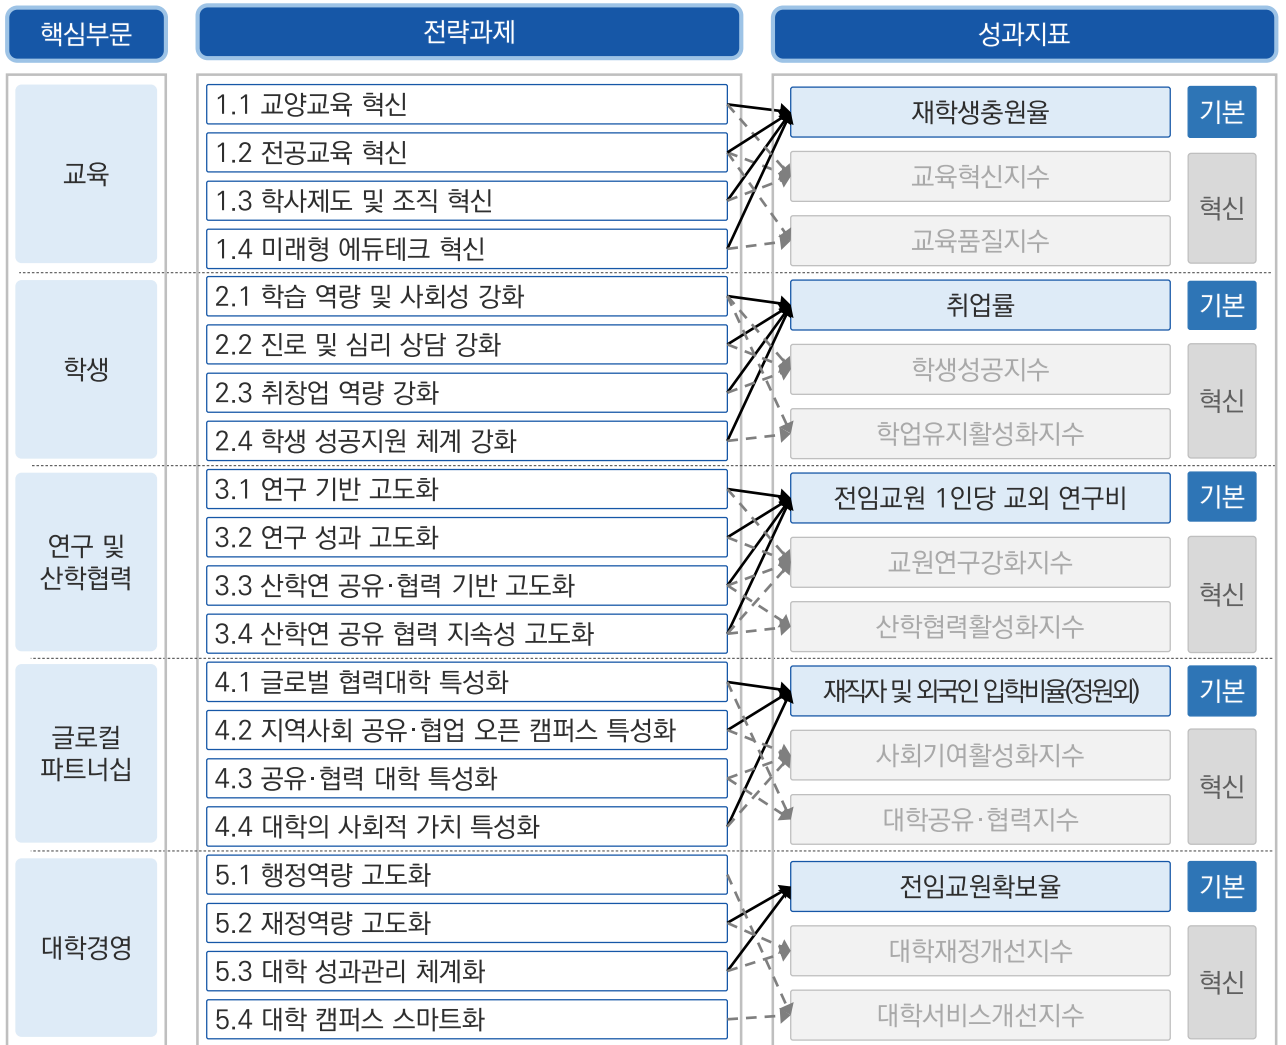 핵심부문
전략과제
성과지표
교육
1.1 교양교육 혁신
1.2 전공교육 혁신
1.3 학사제도 및 조직 혁신
1.4 미래형 에듀테크 혁신
재학생충원율
기본
교육혁신지수
교육품질지수
혁신
학생
2.1 학습 역량 및 사회성 강화
2.2 진로 및 심리 상담 강화
2.3 취창업 역량 강화
2.4 학생 성공지원 체계 강화
취업률
기본
학생성공지수
학업유지활성화지수
혁신
연구 및
산학협력
3.1 연구 기반 고도화
3.2 연구 성과 고도화
3.3 산학연 공유·협력 기반 고도화
3.4 산학연 공유 협력 지속성 고도화
전임교원 1인당 교외 연구비
기본
교원연구강화지수
산학협력활성화지수
혁신
글로컬
파트너십
4.1 글로벌 협력대학 특성화
4.2 지역사회 공유·협업 오픈 캠퍼스 특성화
4.3 공유·협력 대학 특성화
4.4 대학의 사회적 가치 특성화
재직자 및 외국인 입학비율(정원외)
기본
사회기여활성화지수
대학공유·협력지수
혁신
대학경영
5.1 행정역량 고도화
5.2 재정역량 고도화
5.3 대학 성과관리 체계화
5.4 대학 캠퍼스 스마트화
전임교원확보율
기본
대학재정개선지수
대학서비스개선지수
혁신